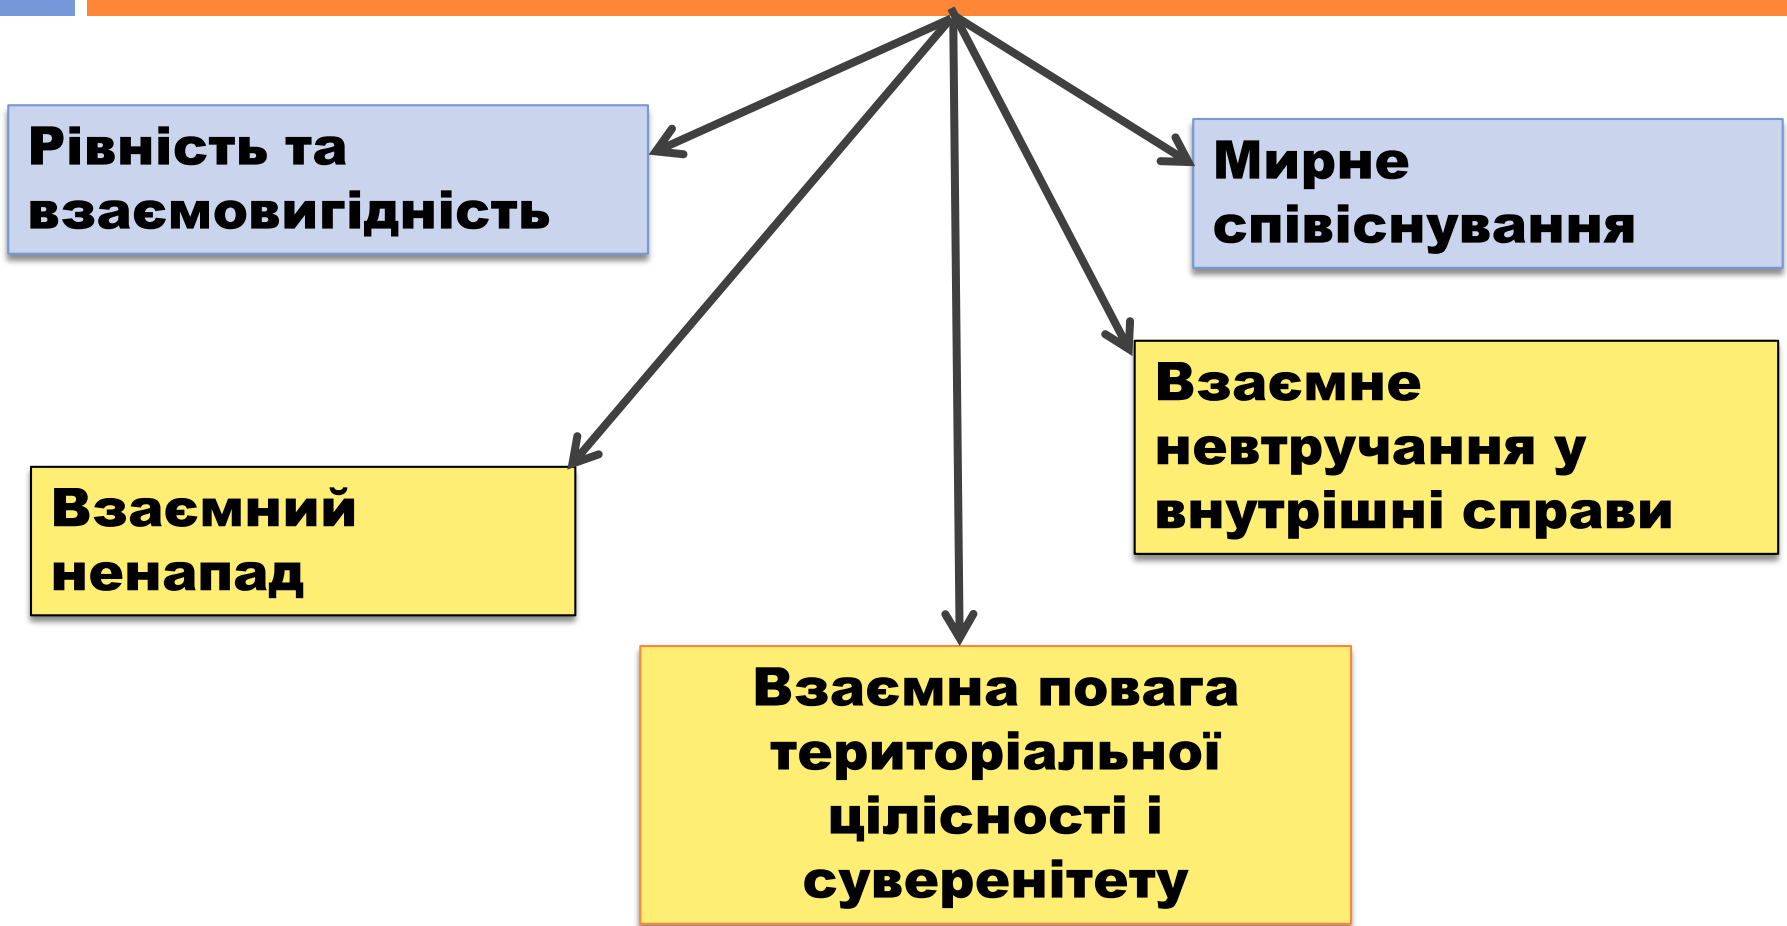 Рівність та
взаємовигідність
Мирне
співіснування
Взаємне
невтручання у
внутрішні справи
Взаємний
ненапад
Взаємна повага
територіальної
цілісності і
суверенітету